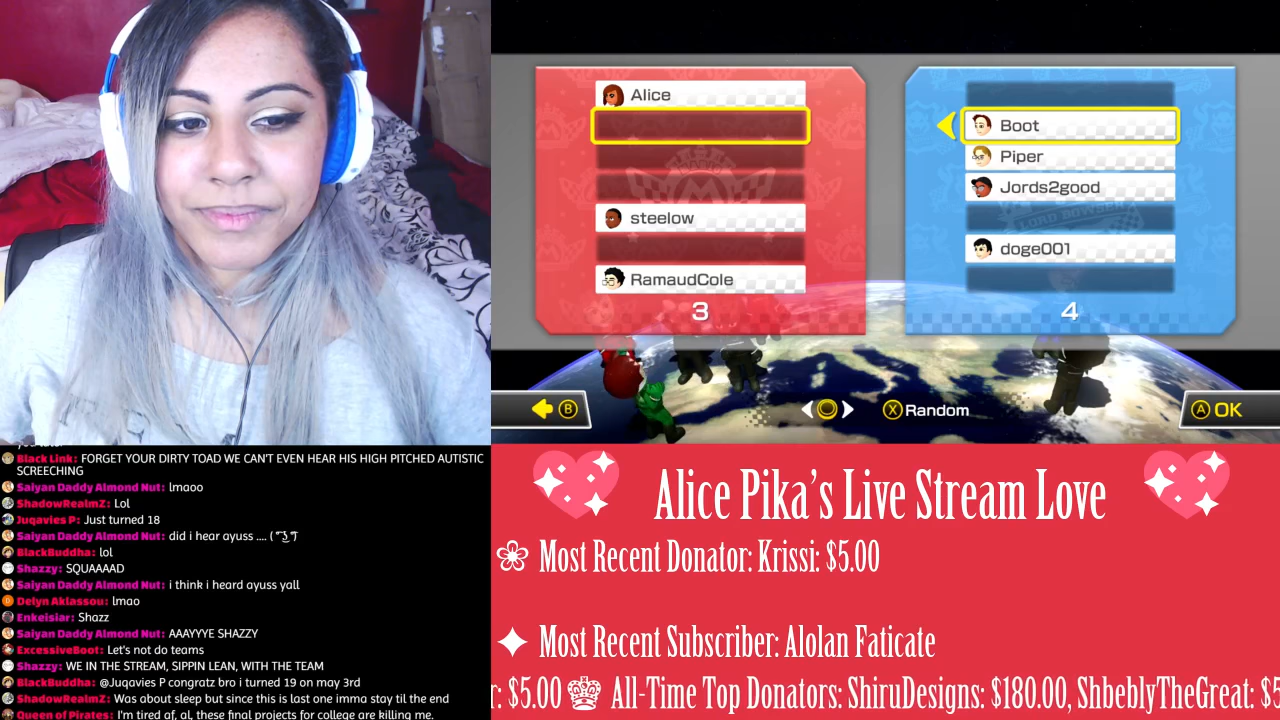 Alice
steelow
RamaudCole
3
Boot
Piper
Jords2good
doge001
4
B
X Random
A OK
Black Link: FORGET YOUR DIRTY TOAD WE CAN'T EVEN HEAR HIS HIGH PITCHED AUTISTIC
SCREECHING
Saiyan Daddy Almond Nut: lmaoo
ShadowRealmZ: Lol
Juqavies P: Just turned 18
Saiyan Daddy Almond Nut: did i hear ayuss .... ( ͡° ͜ʖ ͡°)
BlackBuddha: lol
Shazzy: SQUAAAAD
Saiyan Daddy Almond Nut: i think i heard ayuss yall
Delyn Aklassou: lmao
Enkeisiar: Shazz
Saiyan Daddy Almond Nut: AAAYYYE SHAZZY
ExcessiveBoot: Let's not do teams
Shazzy: WE IN THE STREAM, SIPPIN LEAN, WITH THE TEAM
BlackBuddha: @Juqavies P congratz bro i turned 19 on may 3rd
ShadowRealmZ: Was about sleep but since this is last one imma stay til the end
Queen of Pirates: I'm tired af, al, these final projects for college are killing me.
Alice Pika's Live Stream Love
Most Recent Donator: Krissi: $5.00
Most Recent Subscriber: Alolan Faticate
r: $5.00 All-Time Top Donators: ShiruDesigns: $180.00, ShbeblyTheGreat: $5